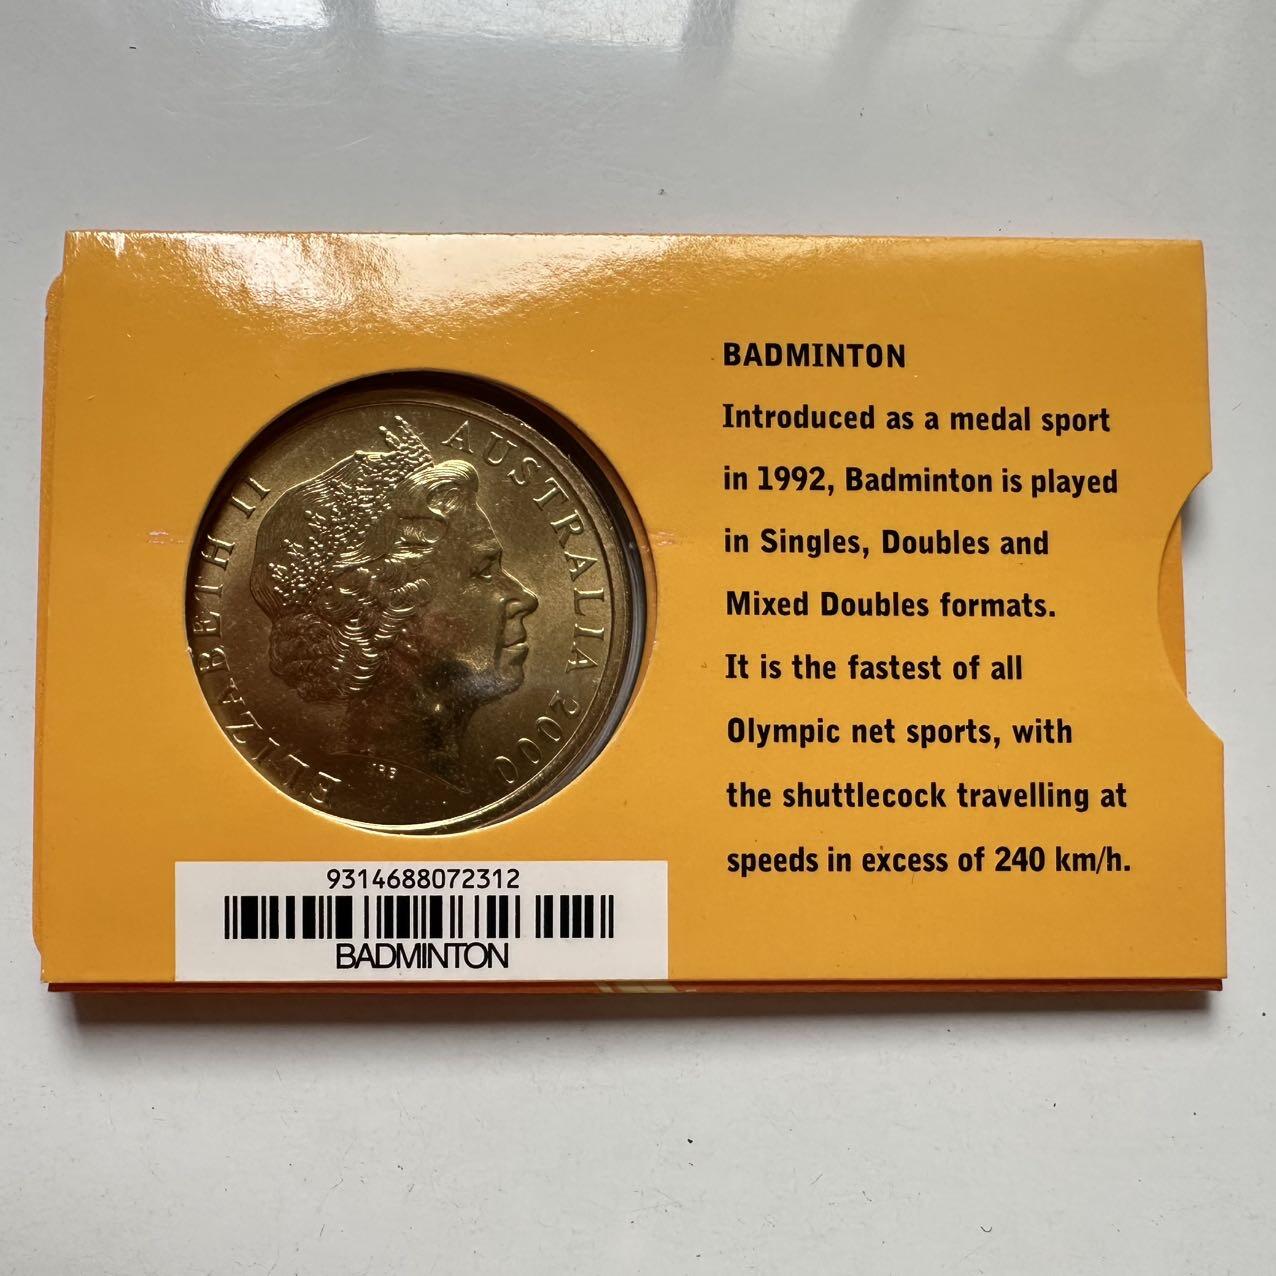 ELIZABETH II
AUSTRALIA 2000
IRB
9314688072312
BADMINTON
BADMINTON
Introduced as a medal sport
in 1992, Badminton is played
in Singles, Doubles and
Mixed Doubles formats.
It is the fastest of all
Olympic net sports, with
the shuttlecock travelling at
speeds in excess of 240 km/h.